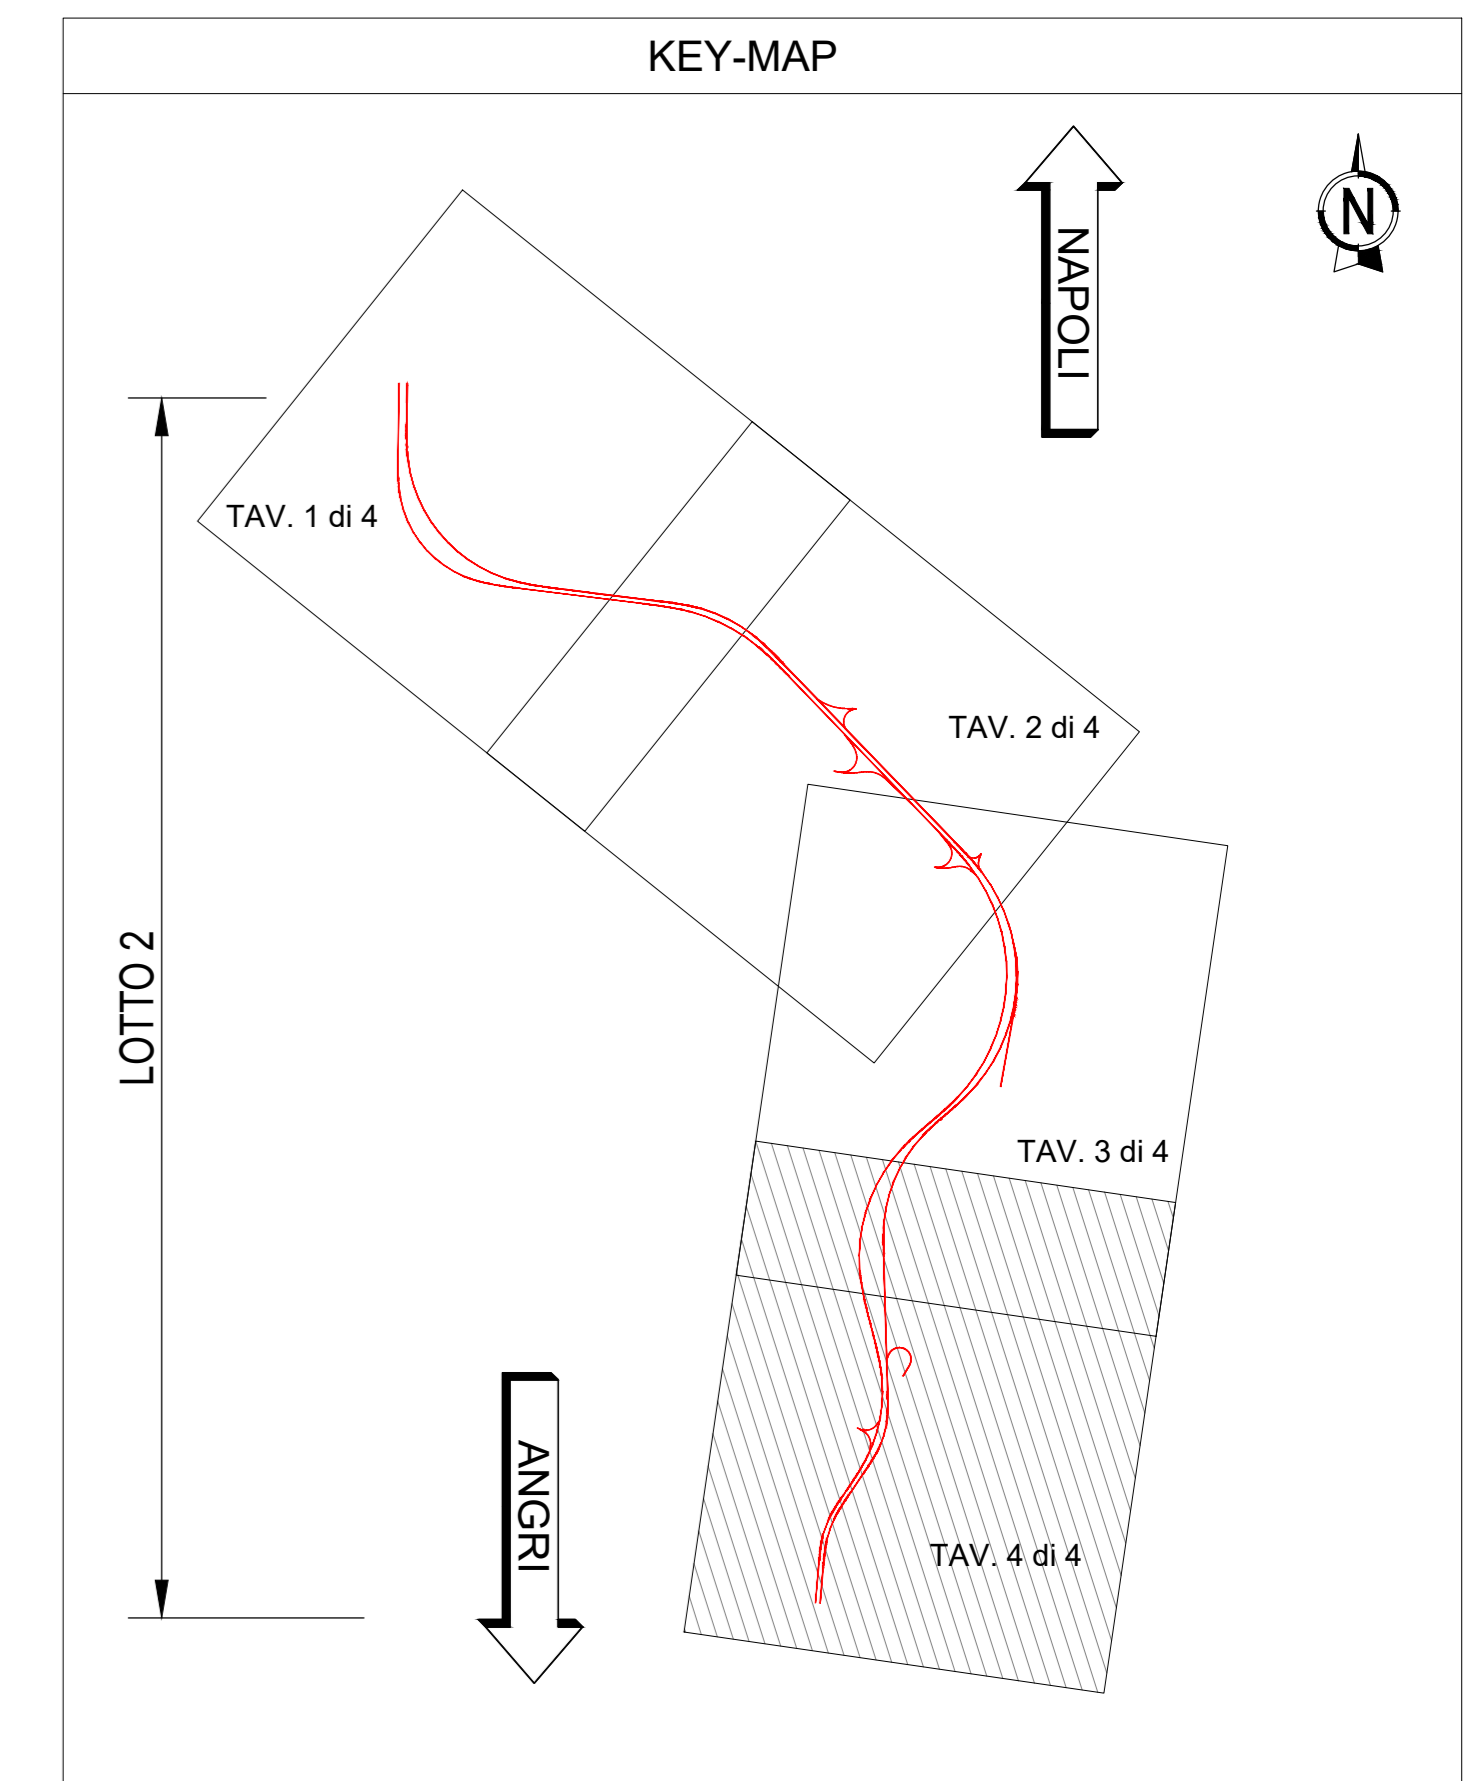 KEY-MAP
N
NAPOLI
TAV. 1 di 4
TAV. 2 di 4
LOTTO 2
TAV. 3 di 4
ANGRI
TAV. 4 di 4